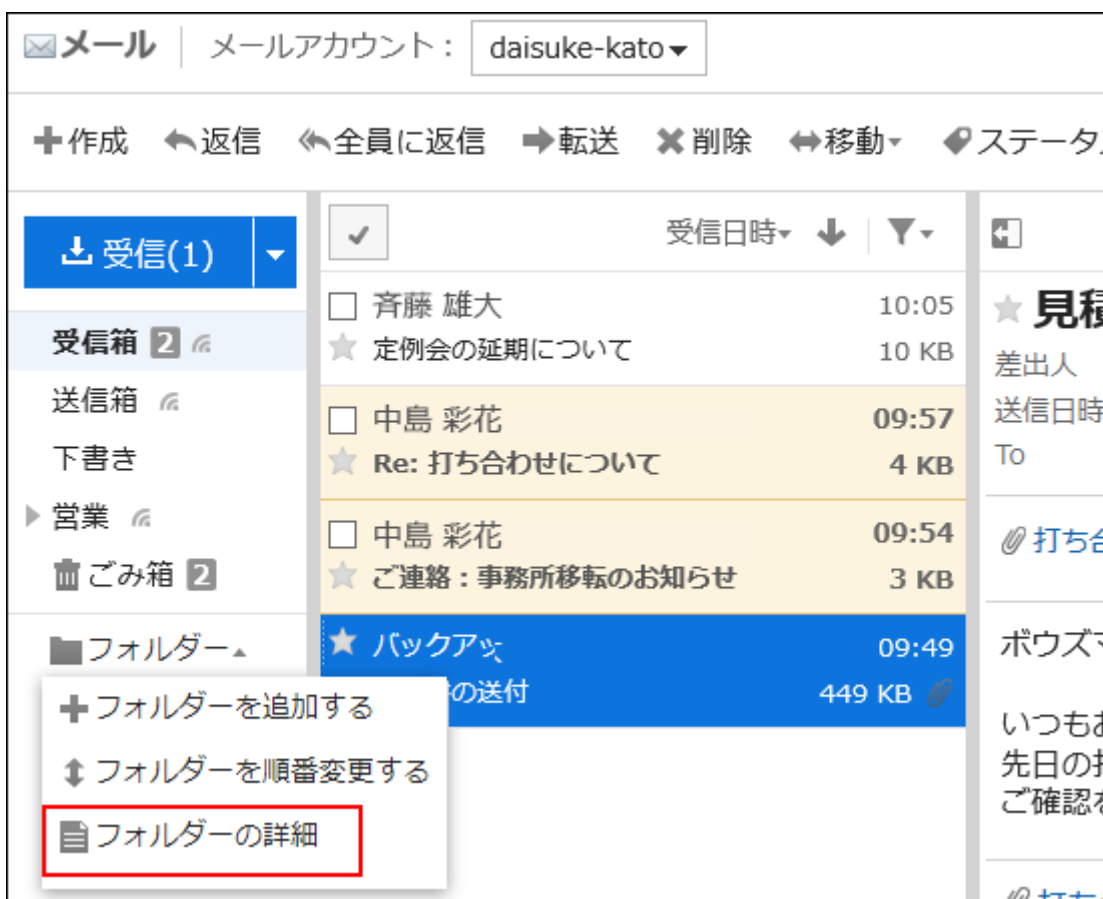 メール メールアカウント： daisuke-kato
作成 返信 全員に返信 転送 削除 移動 ステータ
受信(1)
受信日時
受信箱 2
送信箱
下書き
営業
ごみ箱 2
フォルダー
フォルダーを追加する
フォルダーを順番変更する
フォルダーの詳細
斉藤 雄大 10:05
定例会の延期について 10 KB
中島 彩花 09:57
Re: 打ち合わせについて 4 KB
中島 彩花 09:54
ご連絡：事務所移転のお知らせ 3 KB
バックアッ 09:49
の送付 449 KB
見積
差出人
送信日時
To
打ち合
ボウズマ
いつもお
先日の打
ご確認を